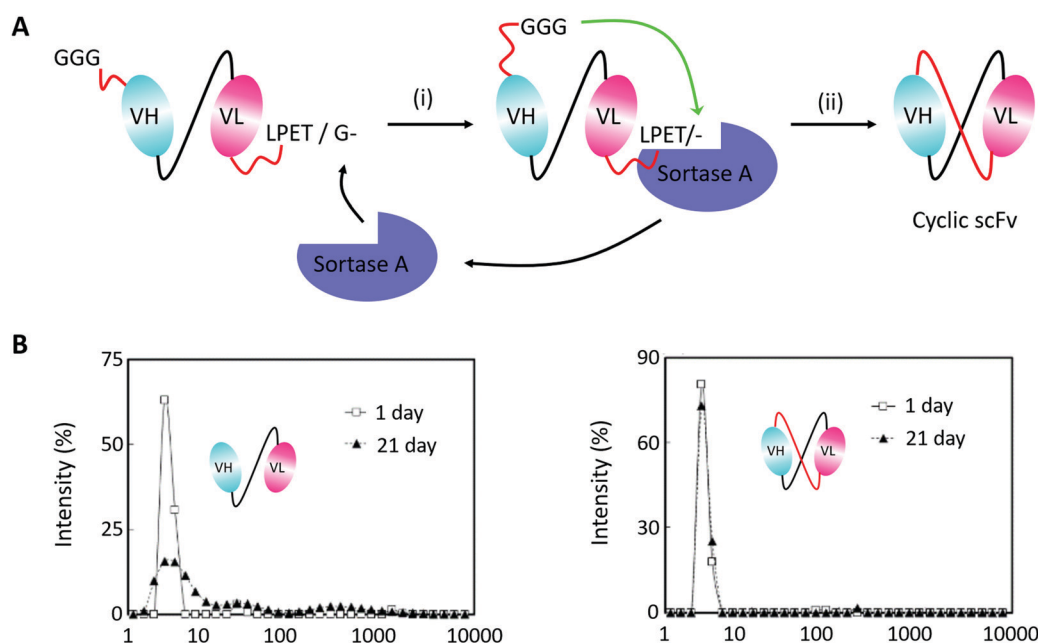 A
GGG
VH
VL
LPET / G-
(i)
Sortase A
GGG
VH
VL
LPET/-
Sortase A
(ii)
VH
VL
Cyclic scFv
B
Intensity (%)
75
50
25
0
1 day
21 day
VH
VL
1
10
100
1000
10000
Intensity (%)
90
60
30
0
1 day
21 day
VH
VL
1
10
100
1000
10000